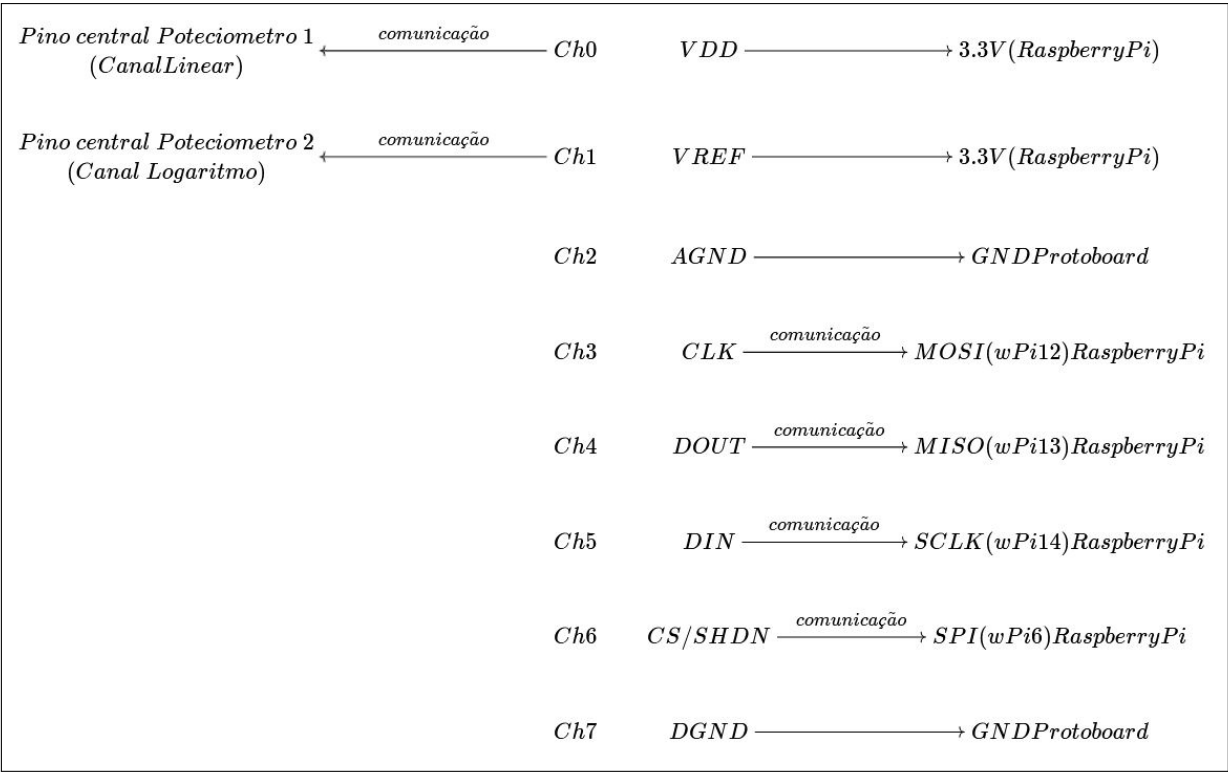 Pino central Poteciometro 1 comunicação Ch0 VDD 3.3V(RaspberryPi)
(CanalLinear)
Pino central Poteciometro 2 comunicação Ch1 VREF 3.3V(RaspberryPi)
(Canal Logaritmo)
Ch2 AGND GNDProtoboard
Ch3 CLK comunicação MOSI(wPi12)RaspberryPi
Ch4 DOUT comunicação MISO(wPi13)RaspberryPi
Ch5 DIN comunicação SCLK(wPi14)RaspberryPi
Ch6 CS/SHDN comunicação SPI(wPi6)RaspberryPi
Ch7 DGND GNDProtoboard